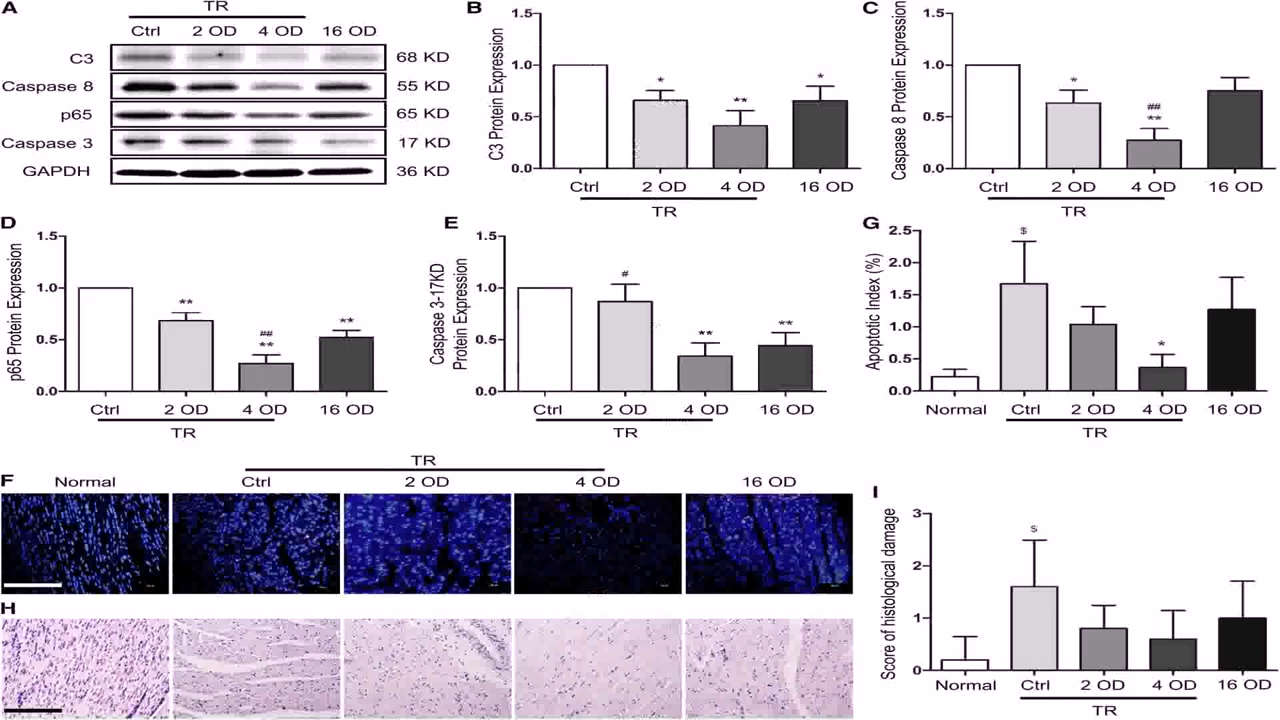 A
TR
Ctrl 2 OD 4 OD 16 OD
C3 68 KD
Caspase 8 55 KD
p65 65 KD
Caspase 3 17 KD
GAPDH 36 KD
B
C3 Protein Expression
1.5
1.0
0.5
0.0
* ** *
Ctrl 2 OD 4 OD 16 OD
TR
C
Caspase 8 Protein Expression
1.5
1.0
0.5
0.0
*
##
**
Ctrl 2 OD 4 OD 16 OD
TR
D
p65 Protein Expression
1.5
1.0
0.5
0.0
**
##
**
**
Ctrl 2 OD 4 OD 16 OD
TR
E
Caspase 3-17KD
Protein Expression
1.5
1.0
0.5
0.0
# ** **
Ctrl 2 OD 4 OD 16 OD
TR
G
Apoptotic Index (%)
2.5
2.0
1.5
1.0
0.5
0.0
$ *
Normal Ctrl 2 OD 4 OD 16 OD
TR
F
TR
Normal Ctrl 2 OD 4 OD 16 OD
H
I
Score of histological damage
3
2
1
0
$
Normal Ctrl 2 OD 4 OD 16 OD
TR